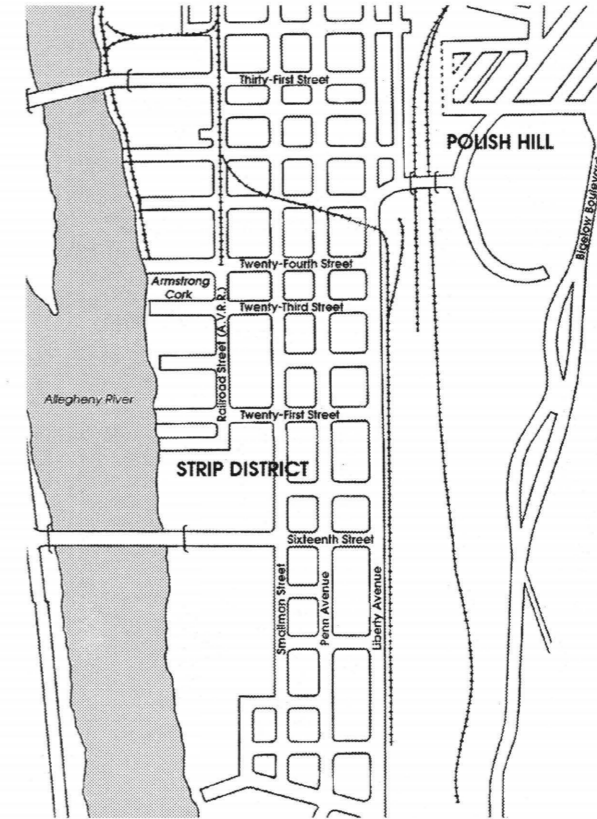 Thirty-First Street
POLISH HILL
Bigelow Boulevard
Twenty-Fourth Street
Armstrong
Cork
Railroad Street (A.V.R.R.)
Twenty-Third Street
Allegheny River
Twenty-First Street
STRIP DISTRICT
Sixteenth Street
Smallman Street
Penn Avenue
Liberty Avenue